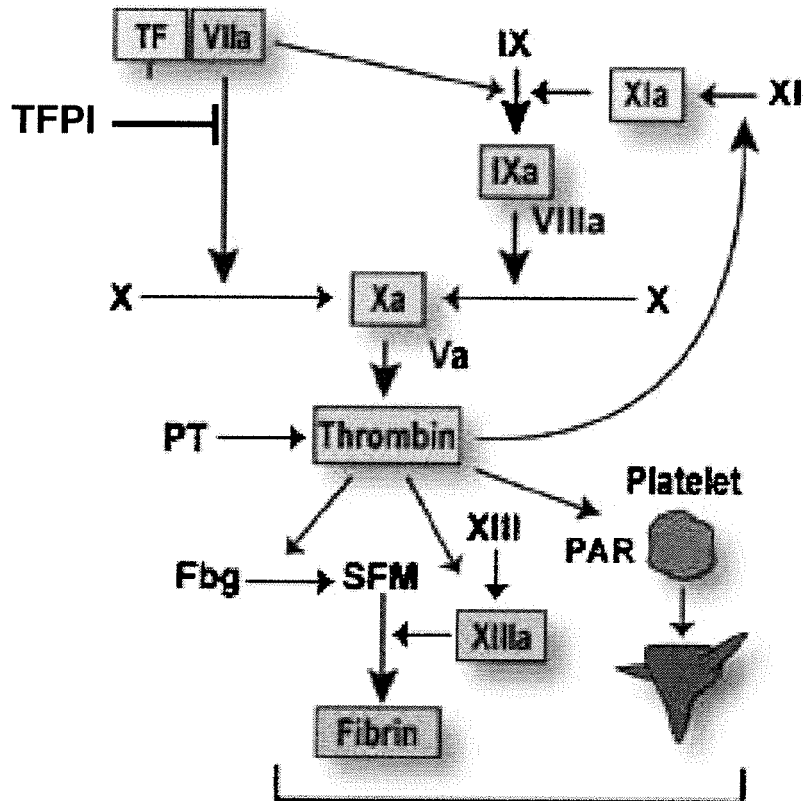 TF VIIa
IX
XIa
XI
TFPI
IXa
VIIIa
X
Xa
X
Va
PT
Thrombin
Platelet
XIII
PAR
Fbg
SFM
XIIIa
Fibrin